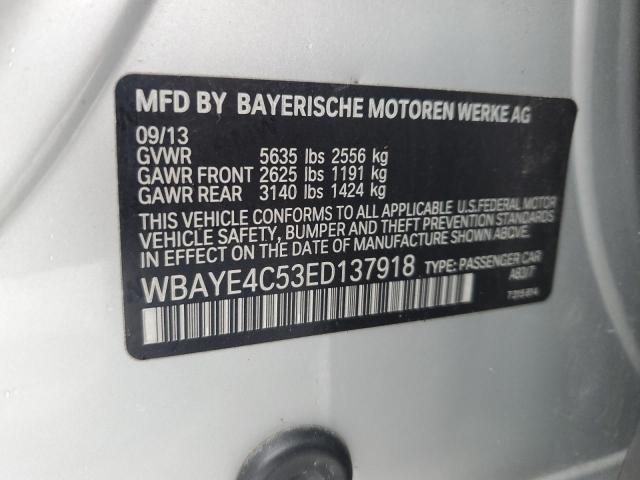 MFD BY BAYERISCHE MOTOREN WERKE AG
09/13
GVWR 5635 lbs 2556 kg
GAWR FRONT 2625 lbs 1191 kg
GAWR REAR 3140 lbs 1424 kg
THIS VEHICLE CONFORMS TO ALL APPLICABLE U.S.FEDERAL MOTOR
VEHICLE SAFETY, BUMPER AND THEFT PREVENTION STANDARDS
IN EFFECT ON THE DATE OF MANUFACTURE SHOWN ABOVE.
WBAYE4C53ED137918 TYPE: PASSENGER CAR
A83/7